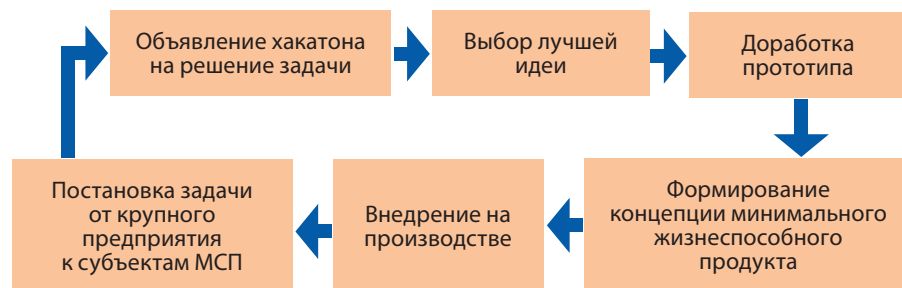 Объявление хакатона
на решение задачи
Выбор лучшей
идеи
Доработка
прототипа
Постановка задачи
от крупного
предприятия
к субъектам МСП
Внедрение на
производстве
Формирование
концепции минимального
жизнеспособного
продукта